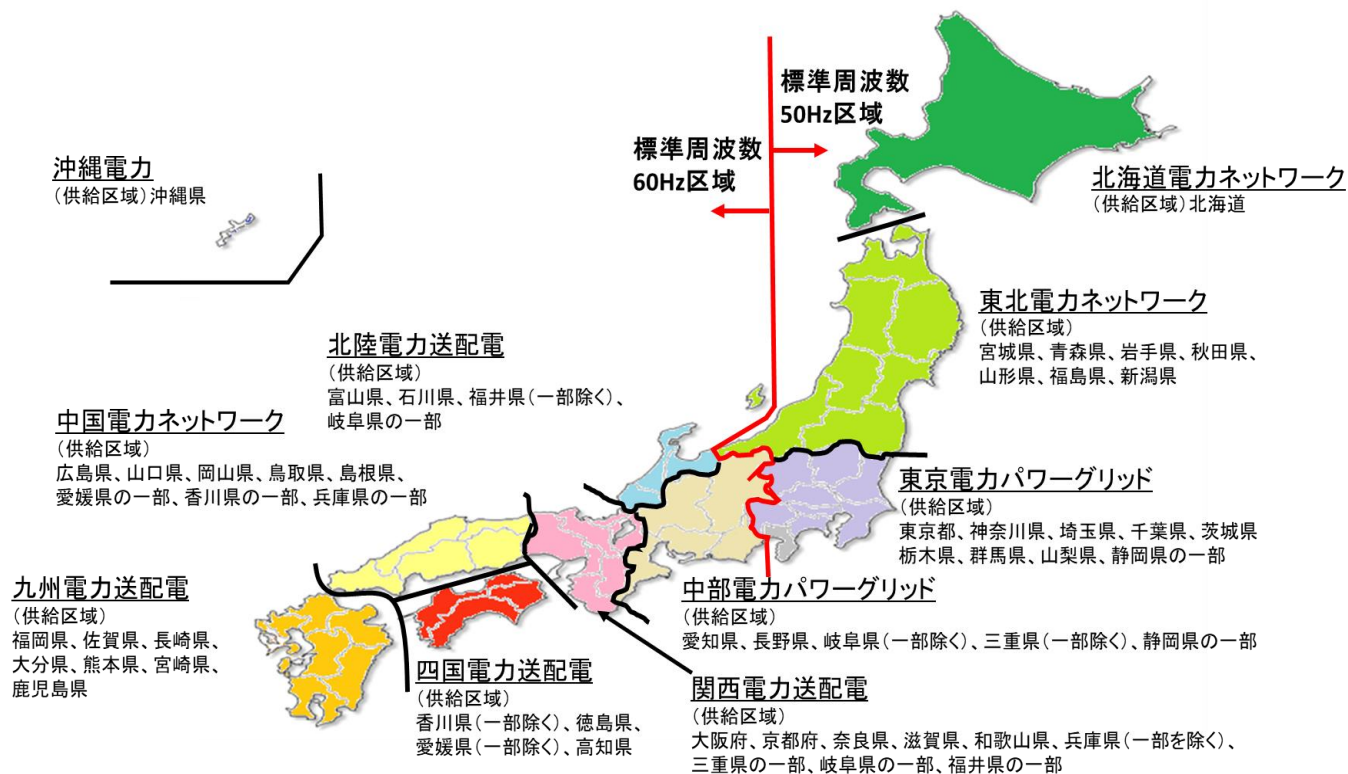 標準周波数
50Hz区域
標準周波数
60Hz区域
沖縄電力
(供給区域)沖縄県
北海道電力ネットワーク
(供給区域)北海道
東北電力ネットワーク
(供給区域)
宮城県、青森県、岩手県、秋田県、
山形県、福島県、新潟県
北陸電力送配電
(供給区域)
富山県、石川県、福井県(一部除く)、
岐阜県の一部
中国電力ネットワーク
(供給区域)
広島県、山口県、岡山県、鳥取県、島根県、
愛媛県の一部、香川県の一部、兵庫県の一部
東京電力パワーグリッド
(供給区域)
東京都、神奈川県、埼玉県、千葉県、茨城県
栃木県、群馬県、山梨県、静岡県の一部
九州電力送配電
(供給区域)
福岡県、佐賀県、長崎県、
大分県、熊本県、宮崎県、
鹿児島県
中部電力パワーグリッド
(供給区域)
愛知県、長野県、岐阜県(一部除く)、三重県(一部除く)、静岡県の一部
四国電力送配電
(供給区域)
香川県(一部除く)、徳島県、
愛媛県(一部除く)、高知県
関西電力送配電
(供給区域)
大阪府、京都府、奈良県、滋賀県、和歌山県、兵庫県(一部を除く)、
三重県の一部、岐阜県の一部、福井県の一部